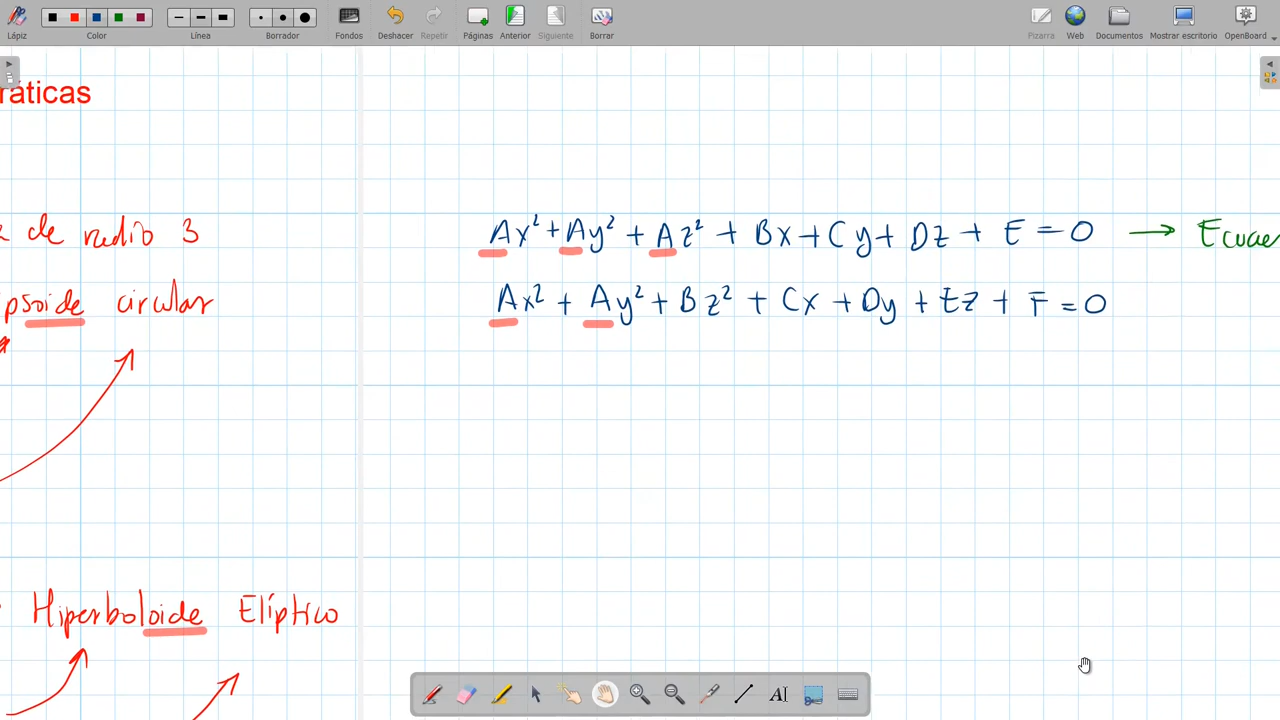 Lápiz Color Línea Borrador Fondos Deshacer Repetir Páginas Anterior Siguiente Borrar Pizarra Web Documentos Mostrar escritorio OpenBoard
ráticas
de radio 3
Ax² + Ay² + Az² + Bx + Cy + Dz + E = 0 → Ecuac
psoide circular
Ax² + Ay² + Bz² + Cx + Dy + Ez + F = 0
Hiperboloide Elíptico
AI